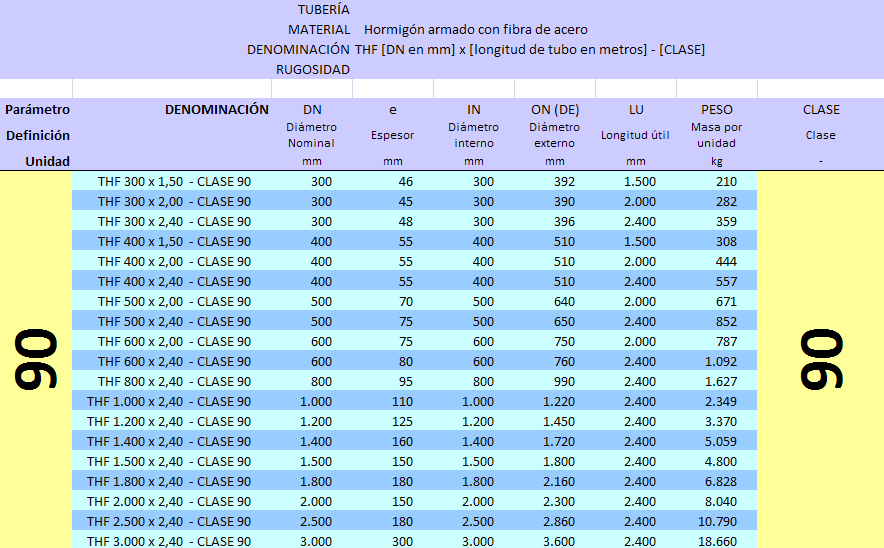 TUBERÍA
MATERIAL Hormigón armado con fibra de acero
DENOMINACIÓN THF [DN en mm] x [longitud de tubo en metros] - [CLASE]
RUGOSIDAD
Parámetro DENOMINACIÓN DN e IN ON (DE) LU PESO CLASE
Definición Diámetro Nominal Espesor Diámetro interno Diámetro externo Longitud útil Masa por unidad Clase
Unidad mm mm mm mm mm kg -
THF 300 x 1,50 - CLASE 90 300 46 300 392 1.500 210
THF 300 x 2,00 - CLASE 90 300 45 300 390 2.000 282
THF 300 x 2,40 - CLASE 90 300 48 300 396 2.400 359
THF 400 x 1,50 - CLASE 90 400 55 400 510 1.500 308
THF 400 x 2,00 - CLASE 90 400 55 400 510 2.000 444
THF 400 x 2,40 - CLASE 90 400 55 400 510 2.400 557
THF 500 x 2,00 - CLASE 90 500 70 500 640 2.000 671
THF 500 x 2,40 - CLASE 90 500 75 500 650 2.400 852
THF 600 x 2,00 - CLASE 90 600 75 600 750 2.000 787
THF 600 x 2,40 - CLASE 90 600 80 600 760 2.400 1.092
THF 800 x 2,40 - CLASE 90 800 95 800 990 2.400 1.627
THF 1.000 x 2,40 - CLASE 90 1.000 110 1.000 1.220 2.400 2.349
THF 1.200 x 2,40 - CLASE 90 1.200 125 1.200 1.450 2.400 3.370
THF 1.400 x 2,40 - CLASE 90 1.400 160 1.400 1.720 2.400 5.059
THF 1.500 x 2,40 - CLASE 90 1.500 150 1.500 1.800 2.400 4.800
THF 1.800 x 2,40 - CLASE 90 1.800 180 1.800 2.160 2.400 6.828
THF 2.000 x 2,40 - CLASE 90 2.000 150 2.000 2.300 2.400 8.040
THF 2.500 x 2,40 - CLASE 90 2.500 180 2.500 2.860 2.400 10.790
THF 3.000 x 2,40 - CLASE 90 3.000 300 3.000 3.600 2.400 18.660
90
90